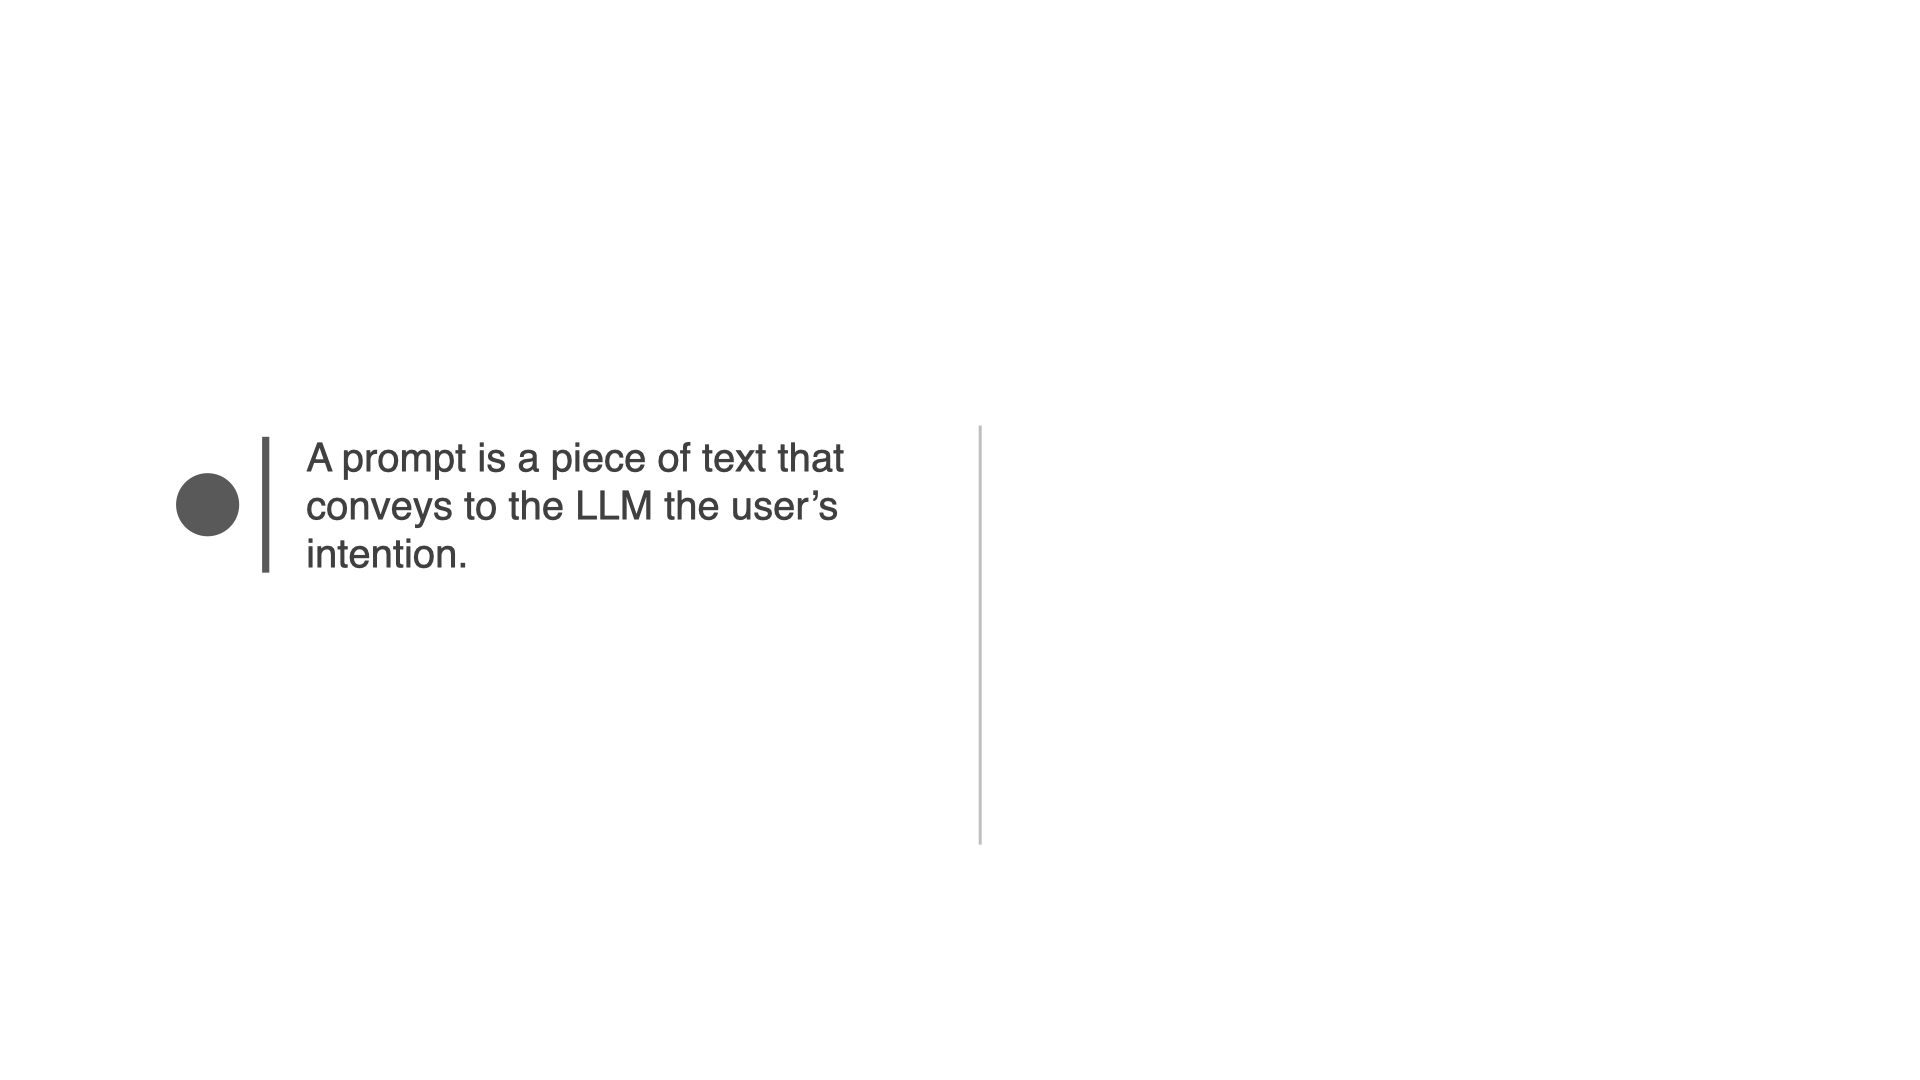 A prompt is a piece of text that
conveys to the LLM the user’s
intention.